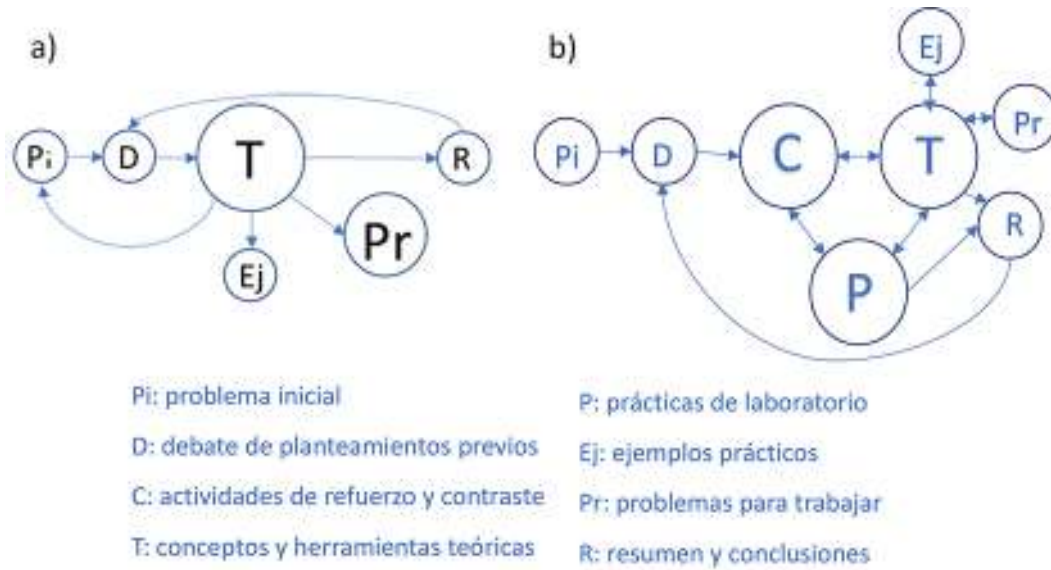 a)
Pi
D
T
R
Ej
Pr
b)
Ej
Pr
Pi
D
C
T
R
P
Pi: problema inicial
D: debate de planteamientos previos
C: actividades de refuerzo y contraste
T: conceptos y herramientas teóricas
P: prácticas de laboratorio
Ej: ejemplos prácticos
Pr: problemas para trabajar
R: resumen y conclusiones